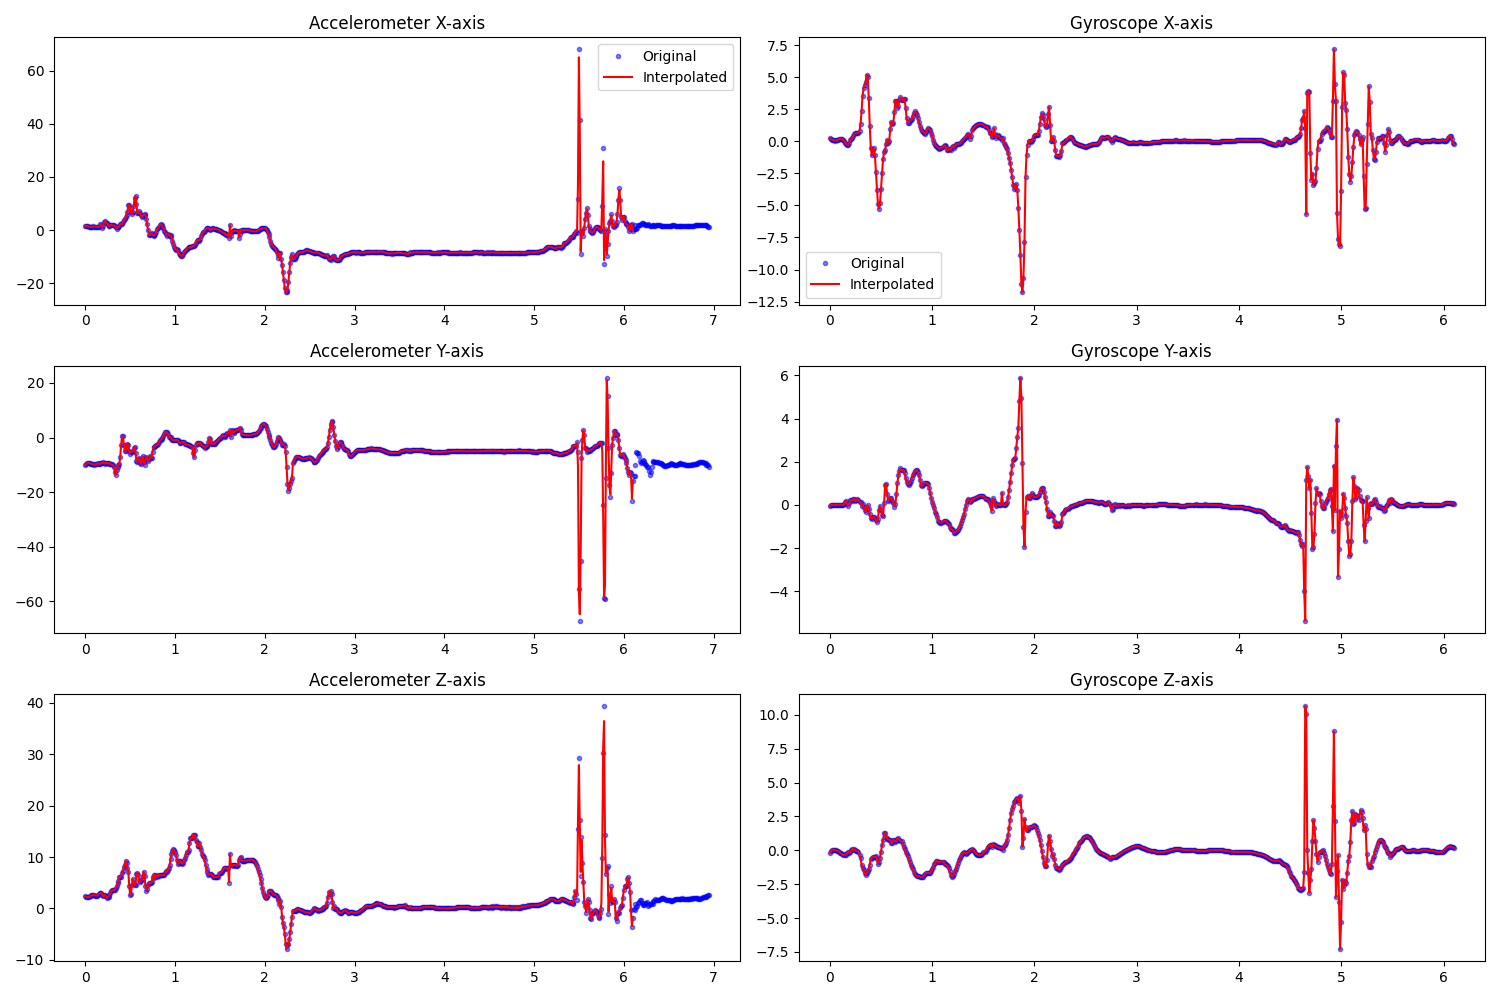 Accelerometer X-axis
60
40
20
0
−20
0 1 2 3 4 5 6 7
Original
Interpolated
Gyroscope X-axis
7.5
5.0
2.5
0.0
−2.5
−5.0
−7.5
−10.0
−12.5
0 1 2 3 4 5 6
Original
Interpolated
Accelerometer Y-axis
20
0
−20
−40
−60
0 1 2 3 4 5 6 7
Gyroscope Y-axis
6
4
2
0
−2
−4
0 1 2 3 4 5 6
Accelerometer Z-axis
40
30
20
10
0
−10
0 1 2 3 4 5 6 7
Gyroscope Z-axis
10.0
7.5
5.0
2.5
0.0
−2.5
−5.0
−7.5
0 1 2 3 4 5 6